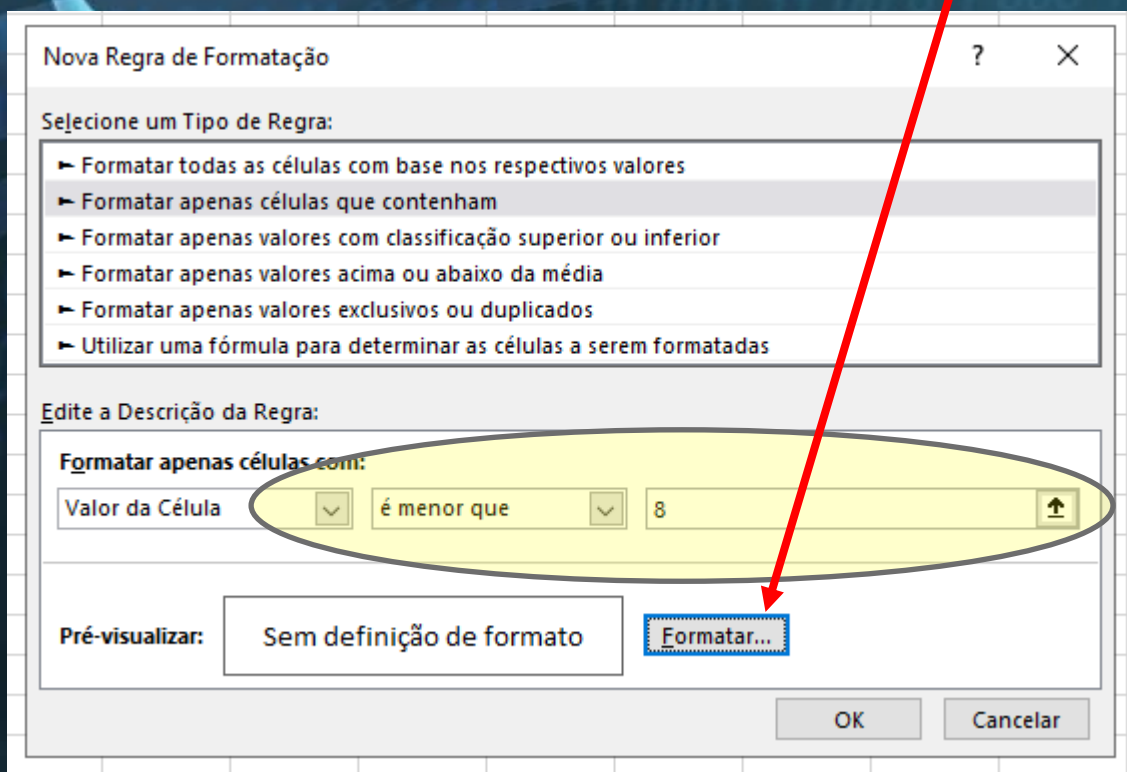 Nova Regra de Formatação ?
Selecione um Tipo de Regra:
► Formatar todas as células com base nos respectivos valores
► Formatar apenas células que contenham
► Formatar apenas valores com classificação superior ou inferior
► Formatar apenas valores acima ou abaixo da média
► Formatar apenas valores exclusivos ou duplicados
► Utilizar uma fórmula para determinar as células a serem formatadas
Edite a Descrição da Regra:
Formatar apenas células com:
Valor da Célula é menor que 8
Pré-visualizar: Sem definição de formato Formatar...
OK Cancelar